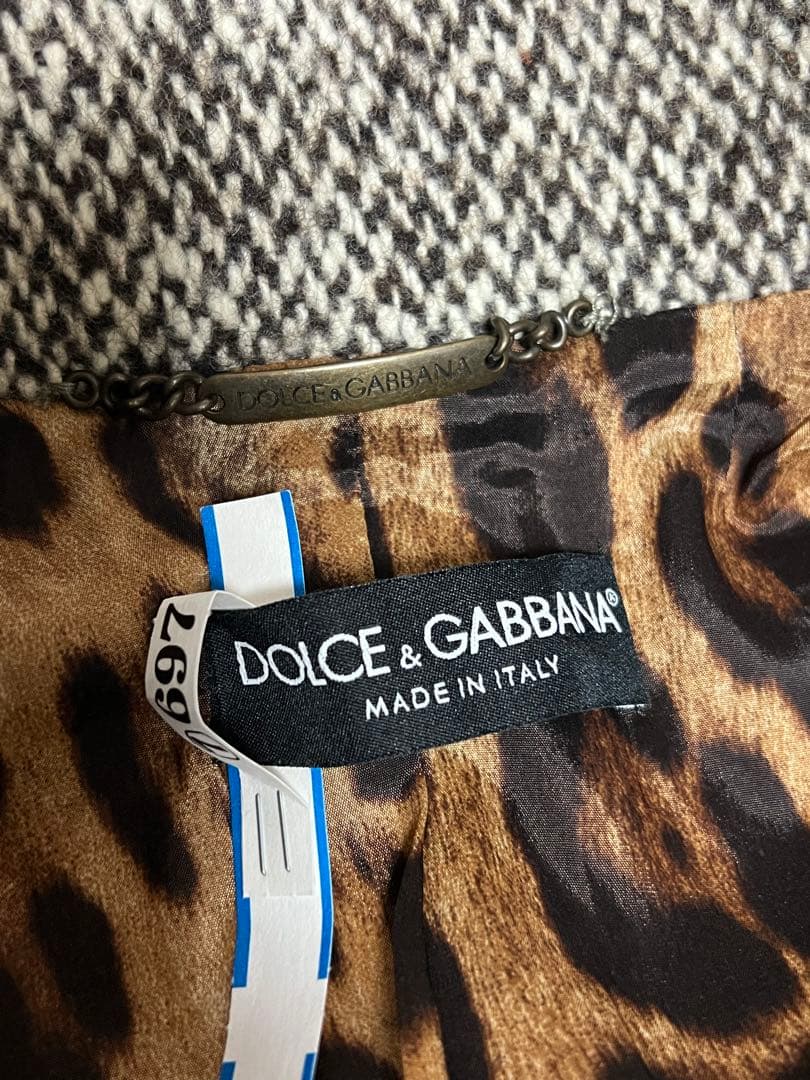 DOLCE & GABBANA
697
DOLCE & GABBANA®
MADE IN ITALY